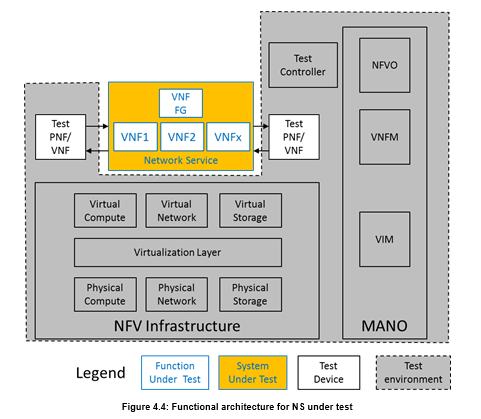 Test
Controller
NFVO
VNF
FG
Test
PNF/
VNF
VNF1
VNF2
VNFx
Network Service
Test
PNF/
VNF
VNFM
Virtual
Compute
Virtual
Network
Virtual
Storage
Virtualization Layer
VIM
Physical
Compute
Physical
Network
Physical
Storage
NFV Infrastructure
MANO
Legend
Function
Under Test
System
Under Test
Test
Device
Test
environment
Figure 4.4: Functional architecture for NS under test